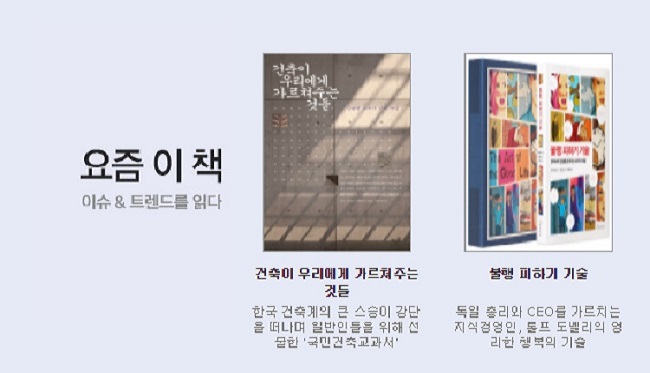 요즘 이 책
이슈 & 트렌드를 읽다
건축이
우리에게
가르쳐주는
것들
불행 피하기 기술
건축이 우리에게 가르쳐주는
것들
한국 건축계의 큰 스승이 강단
을 떠나며 일반인들을 위해 선
물한 '국민건축교과서'
불행 피하기 기술
독일 총리와 CEO를 가르치는
지식경영인, 롤프 도벨리의 영
리한 행복의 기술